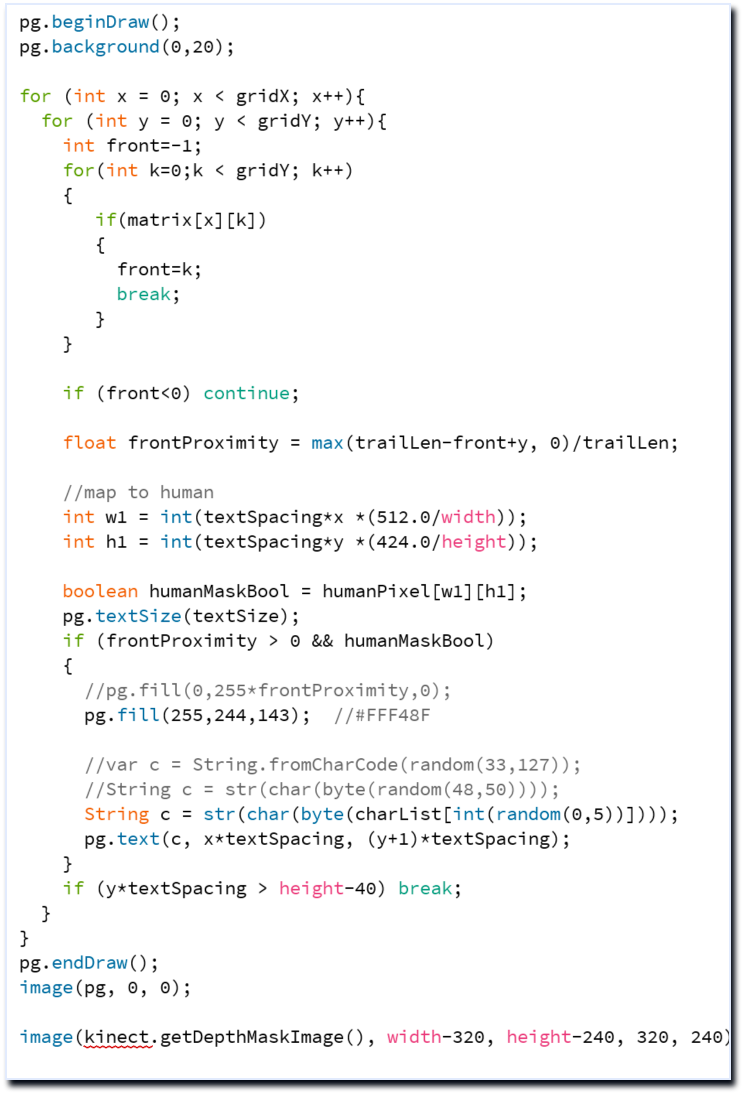 pg.beginDraw();
pg.background(0,20);
for (int x = 0; x < gridX; x++){
for (int y = 0; y < gridY; y++){
int front=-1;
for(int k=0;k < gridY; k++)
{
if(matrix[x][k])
{
front=k;
break;
}
}
if (front<0) continue;
float frontProximity = max(trailLen-front+y, 0)/trailLen;
//map to human
int w1 = int(textSpacing*x *(512.0/width));
int h1 = int(textSpacing*y *(424.0/height));
boolean humanMaskBool = humanPixel[w1][h1];
pg.textSize(textSize);
if (frontProximity > 0 && humanMaskBool)
{
//pg.fill(0,255*frontProximity,0);
pg.fill(255,244,143);  //#FFF48F
//var c = String.fromCharCode(random(33,127));
//String c = str(char(byte(random(48,50))));
String c = str(char(byte(charList[int(random(0,5))])));
pg.text(c, x*textSpacing, (y+1)*textSpacing);
}
if (y*textSpacing > height-40) break;
}
}
pg.endDraw();
image(pg, 0, 0);
image(kinect.getDepthMaskImage(), width-320, height-240, 320, 240)